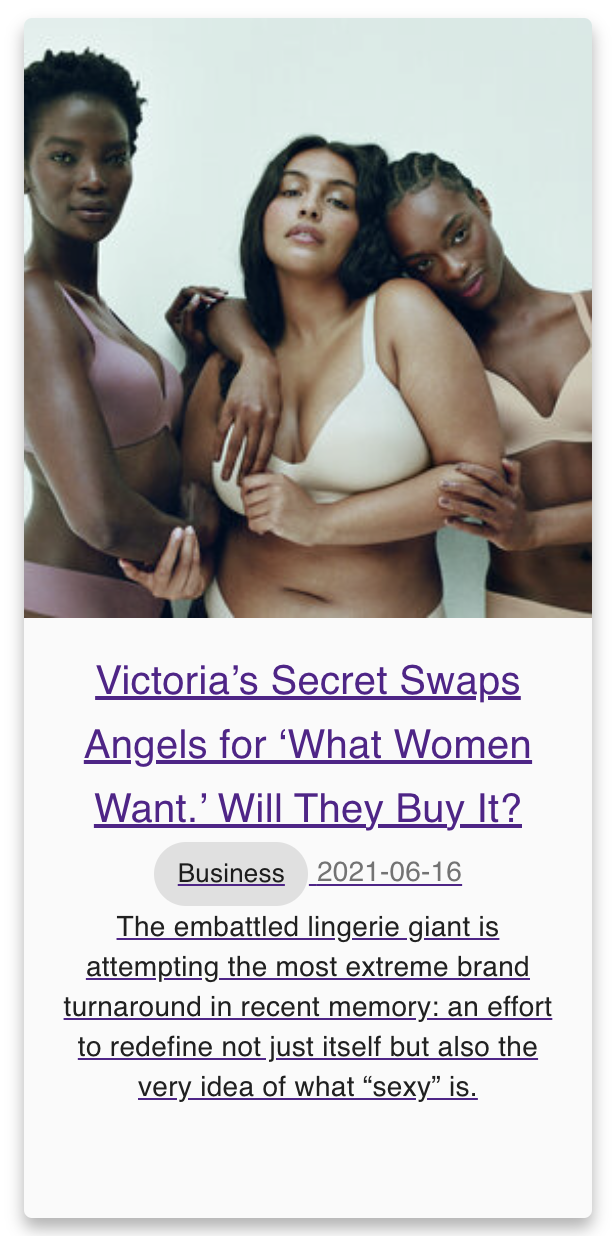 Victoria’s Secret Swaps
Angels for ‘What Women
Want.’ Will They Buy It?
Business 2021-06-16
The embattled lingerie giant is
attempting the most extreme brand
turnaround in recent memory: an effort
to redefine not just itself but also the
very idea of what “sexy” is.